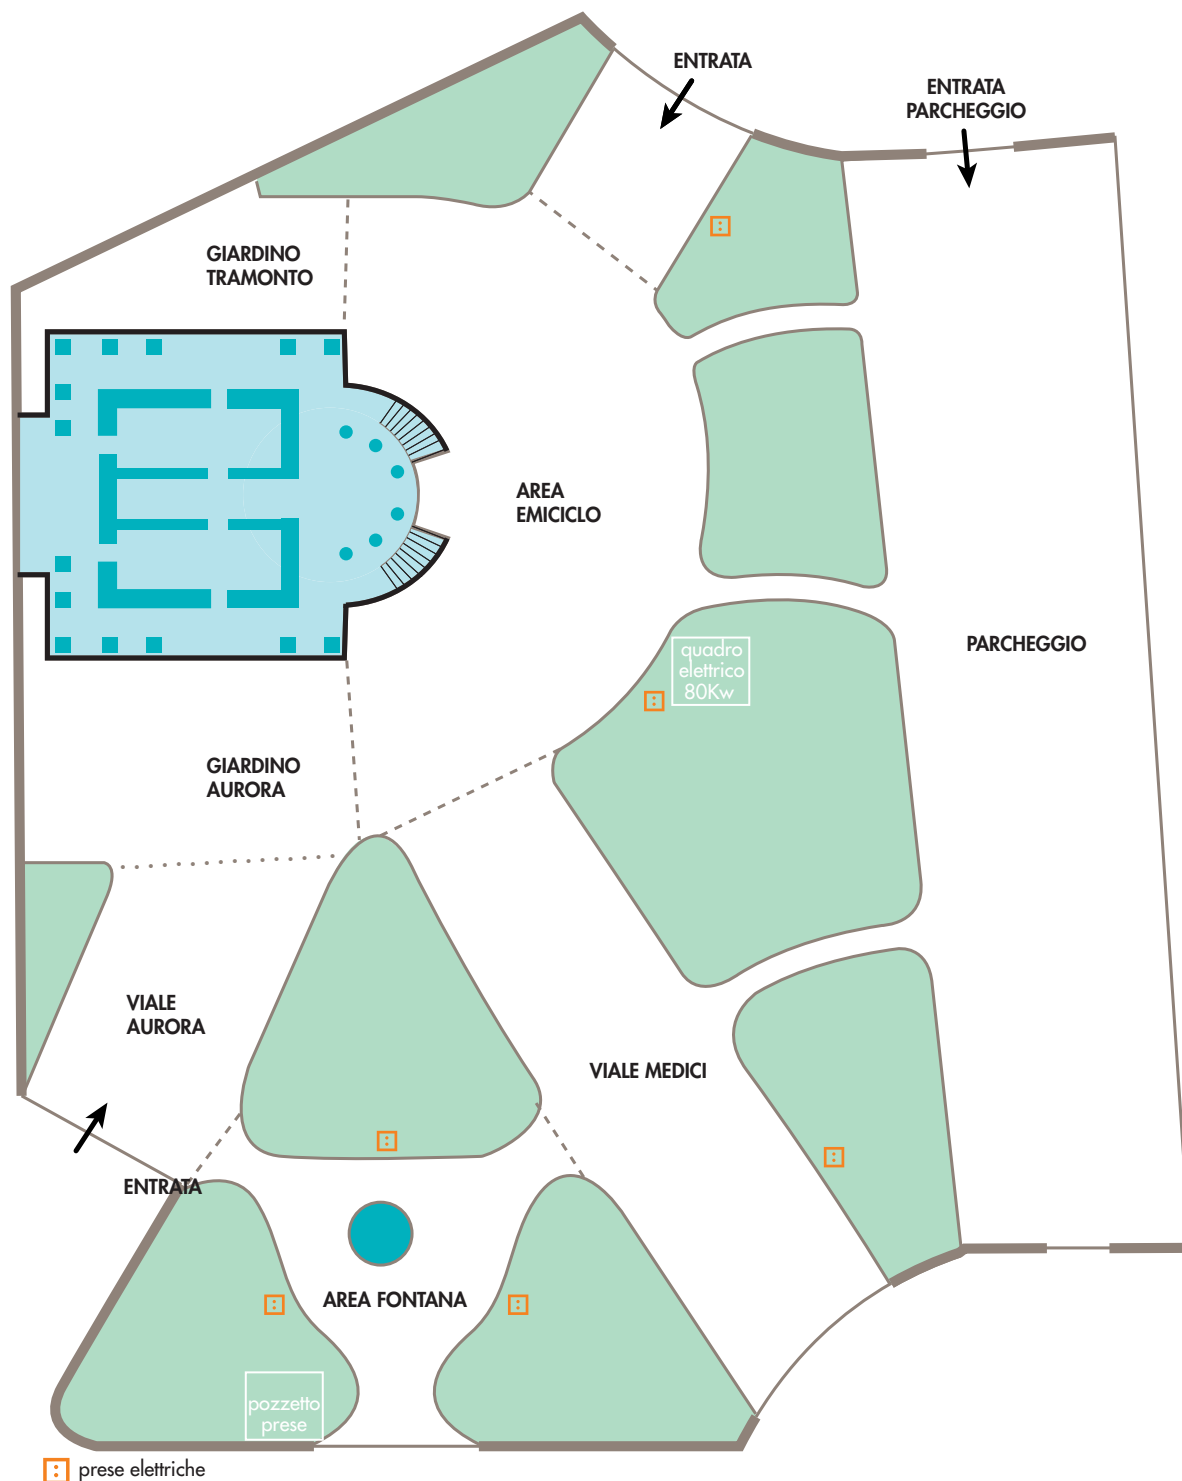 ENTRATA
ENTRATA
PARCHEGGIO
GIARDINO
TRAMONTO
AREA
EMICICLO
quadro
elettrico
80Kw
PARCHEGGIO
GIARDINO
AURORA
VIALE
AURORA
VIALE MEDICI
ENTRATA
AREA FONTANA
pozzetto
prese
prese elettriche